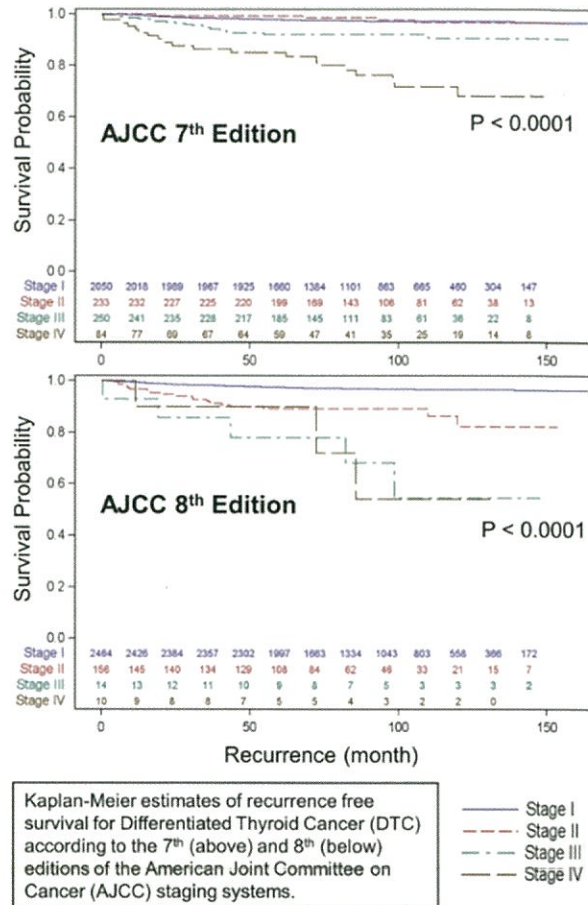 1.0
0.8
0.6
0.4
0.2
0.0
Survival Probability
AJCC 7th Edition
P < 0.0001
Stage I 2050 2018 1989 1967 1925 1660 1384 1101 863 665 460 304 147
Stage II 233 232 227 225 220 199 169 143 106 81 62 38 13
Stage III 250 241 235 228 217 185 145 111 83 61 36 22 8
Stage IV 84 77 69 67 64 59 47 41 35 25 19 14 6
0 50 100 150
1.0
0.8
0.6
0.4
0.2
0.0
Survival Probability
AJCC 8th Edition
P < 0.0001
Stage I 2464 2426 2384 2357 2302 1997 1663 1334 1043 803 558 366 172
Stage II 156 145 140 134 129 108 84 62 46 33 21 15 7
Stage III 14 13 12 11 10 9 8 7 5 3 3 3 2
Stage IV 10 9 8 8 7 5 5 4 3 2 2 0
0 50 100 150
Recurrence (month)
Kaplan-Meier estimates of recurrence free
survival for Differentiated Thyroid Cancer (DTC)
according to the 7th (above) and 8th (below)
editions of the American Joint Committee on
Cancer (AJCC) staging systems.
Stage I
Stage II
Stage III
Stage IV